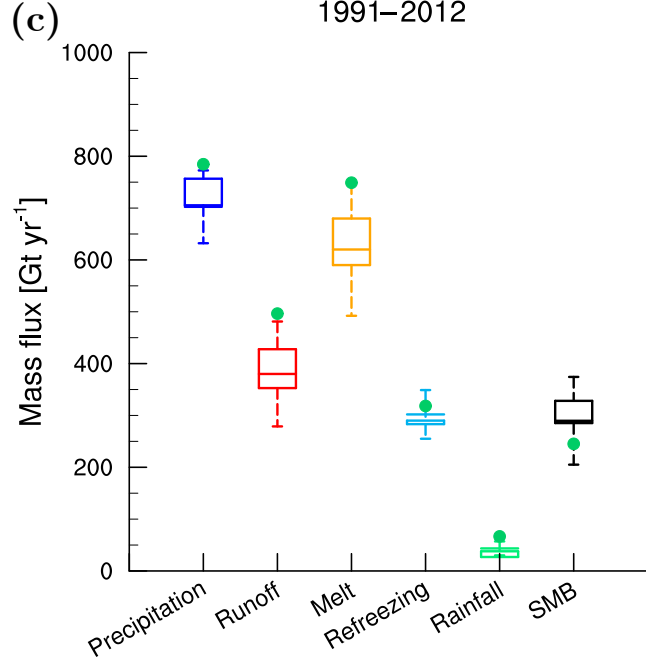 (c)
1991–2012
Mass flux [Gt yr⁻¹]
1000
800
600
400
200
0
Precipitation
Runoff
Melt
Refreezing
Rainfall
SMB